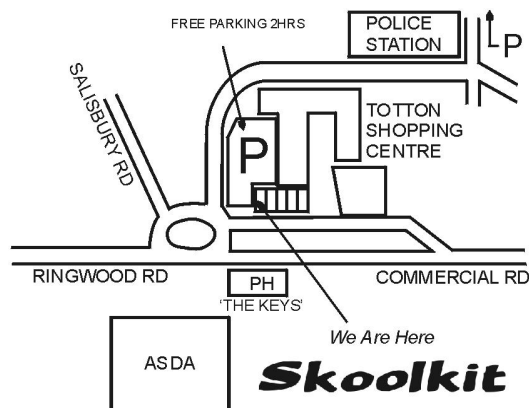 FREE PARKING 2HRS
POLICE
STATION
P
SALISBURY RD
TOTTON
SHOPPING
CENTRE
P
RINGWOOD RD
PH
COMMERCIAL RD
'THE KEYS'
We Are Here
ASDA
Skoolkit